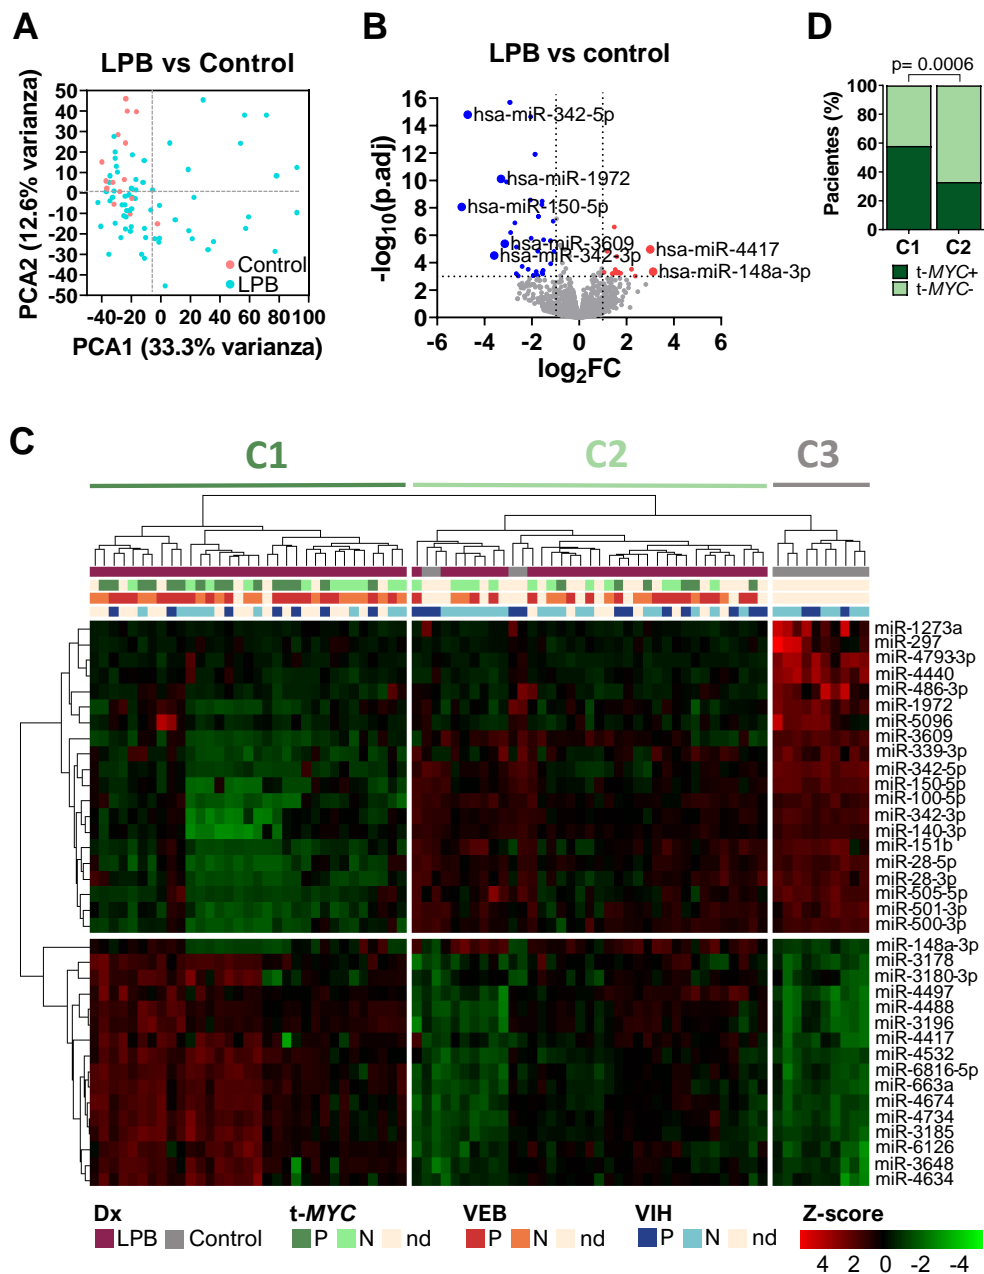 A
LPB vs Control
PCA2 (12.6% varianza)
50
40
30
20
10
0
-10
-20
-30
-40
-50
Control
LPB
-40 -20 0 20 40 60 80 100
PCA1 (33.3% varianza)
B
LPB vs control
-log10(p.adj)
16
14
12
10
8
6
4
2
0
hsa-miR-342-5p
hsa-miR-1972
hsa-miR-150-5p
hsa-miR-3609
hsa-miR-342-3p
hsa-miR-4417
hsa-miR-148a-3p
-6 -4 -2 0 2 4 6
log2FC
D
p= 0.0006
Pacientes (%)
100
80
60
40
20
0
C1 C2
t-MYC+
t-MYC-
C
C1 C2 C3
miR-1273a
miR-297
miR-4793-3p
miR-4440
miR-486-3p
miR-1972
miR-5096
miR-3609
miR-339-3p
miR-342-5p
miR-150-5p
miR-100-5p
miR-342-3p
miR-140-3p
miR-151b
miR-28-5p
miR-28-3p
miR-505-5p
miR-501-3p
miR-500-3p
miR-148a-3p
miR-3178
miR-3180-3p
miR-4497
miR-4488
miR-3196
miR-4417
miR-4532
miR-6816-5p
miR-663a
miR-4674
miR-4734
miR-3185
miR-6126
miR-3648
miR-4634
Dx t-MYC VEB VIH Z-score
LPB Control P N nd P N nd P N nd
4 2 0 -2 -4